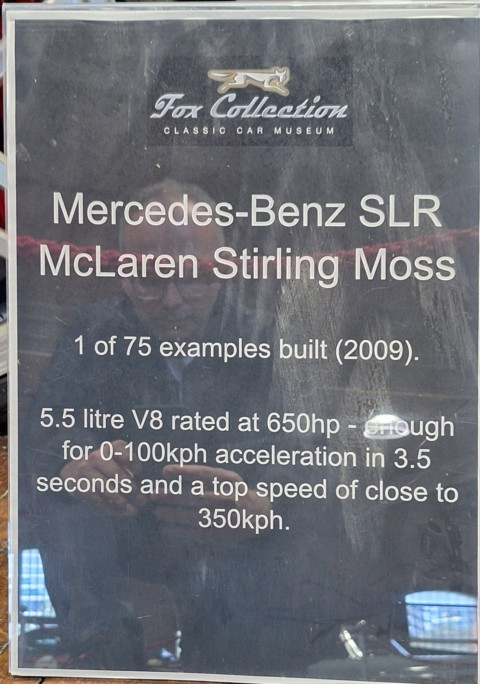 Fox Collection
CLASSIC CAR MUSEUM
Mercedes-Benz SLR
McLaren Stirling Moss
1 of 75 examples built (2009).
5.5 litre V8 rated at 650hp - enough
for 0-100kph acceleration in 3.5
seconds and a top speed of close to
350kph.